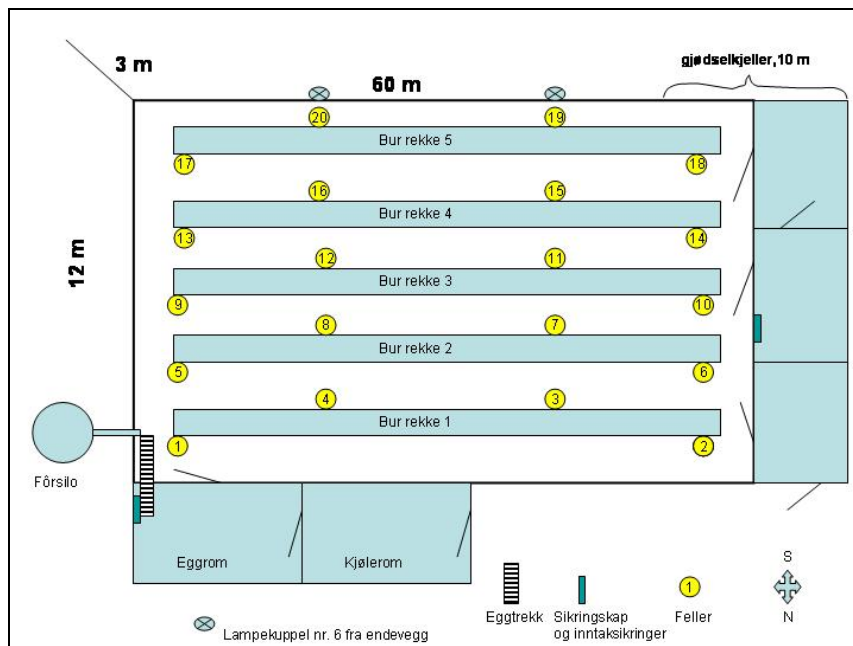 gjødselkjeller,10 m
3 m
60 m
20
19
Bur rekke 5
17
18
16
15
Bur rekke 4
13
14
12 m
12
11
Bur rekke 3
9
10
8
7
Bur rekke 2
5
6
4
3
Bur rekke 1
1
2
Fôrsilo
Eggrom
Kjølerom
S
1
N
Eggtrekk
Sikringskap
og inntaksikringer
Feller
Lampekuppel nr. 6 fra endevegg